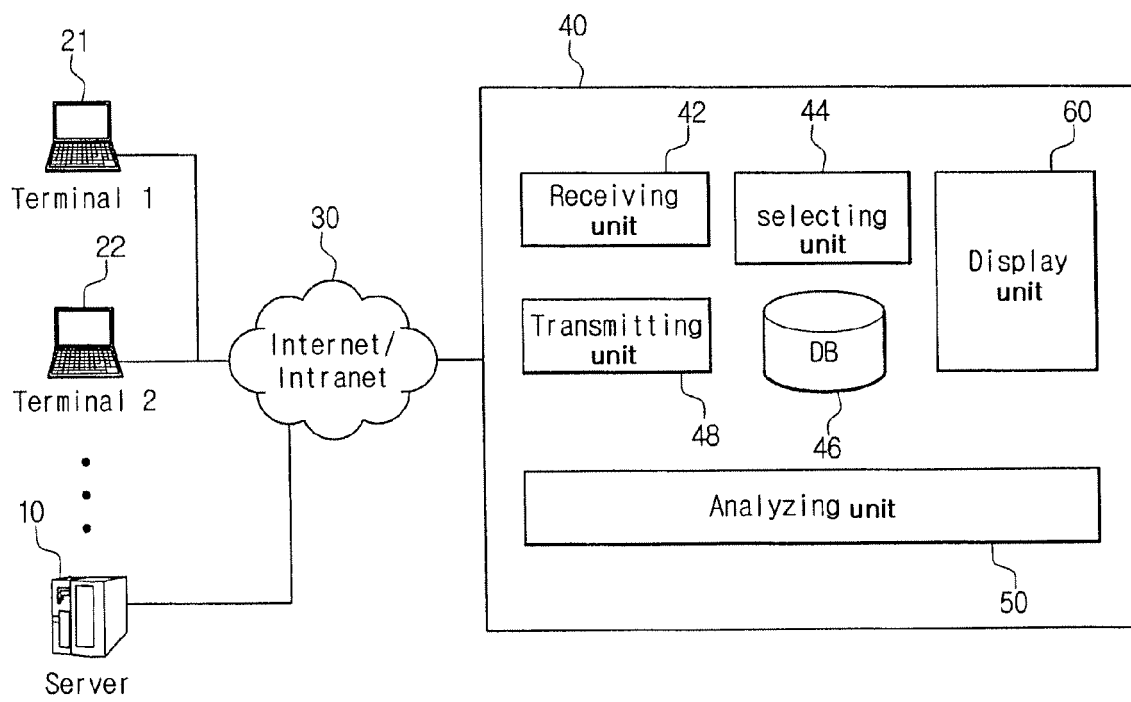 21
Terminal 1
22
Terminal 2
10
Server
30
Internet/
Intranet
40
42
Receiving
unit
44
selecting
unit
60
Display
unit
Transmitting
unit
48
DB
46
Analyzing unit
50